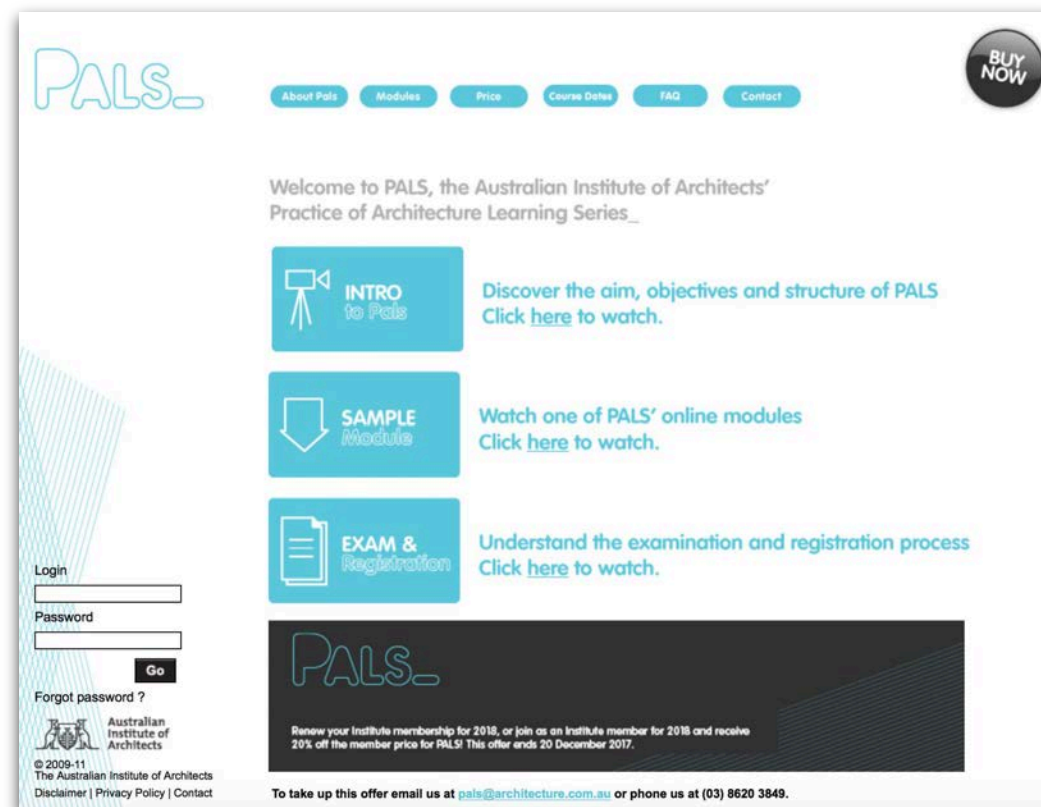 PALS_
BUY
NOW
About Pals
Modules
Price
Course Dates
FAQ
Contact
Welcome to PALS, the Australian Institute of Architects'
Practice of Architecture Learning Series_
INTRO
to Pals
Discover the aim, objectives and structure of PALS
Click here to watch.
SAMPLE
Module
Watch one of PALS' online modules
Click here to watch.
EXAM &
Registration
Understand the examination and registration process
Click here to watch.
Login
Password
Go
Forgot password ?
Australian
Institute of
Architects
© 2009-11
The Australian Institute of Architects
Disclaimer | Privacy Policy | Contact
PALS_
Renew your Institute membership for 2018, or join as an Institute member for 2018 and receive
20% off the member price for PALS! This offer ends 20 December 2017.
To take up this offer email us at pals@architecture.com.au or phone us at (03) 8620 3849.